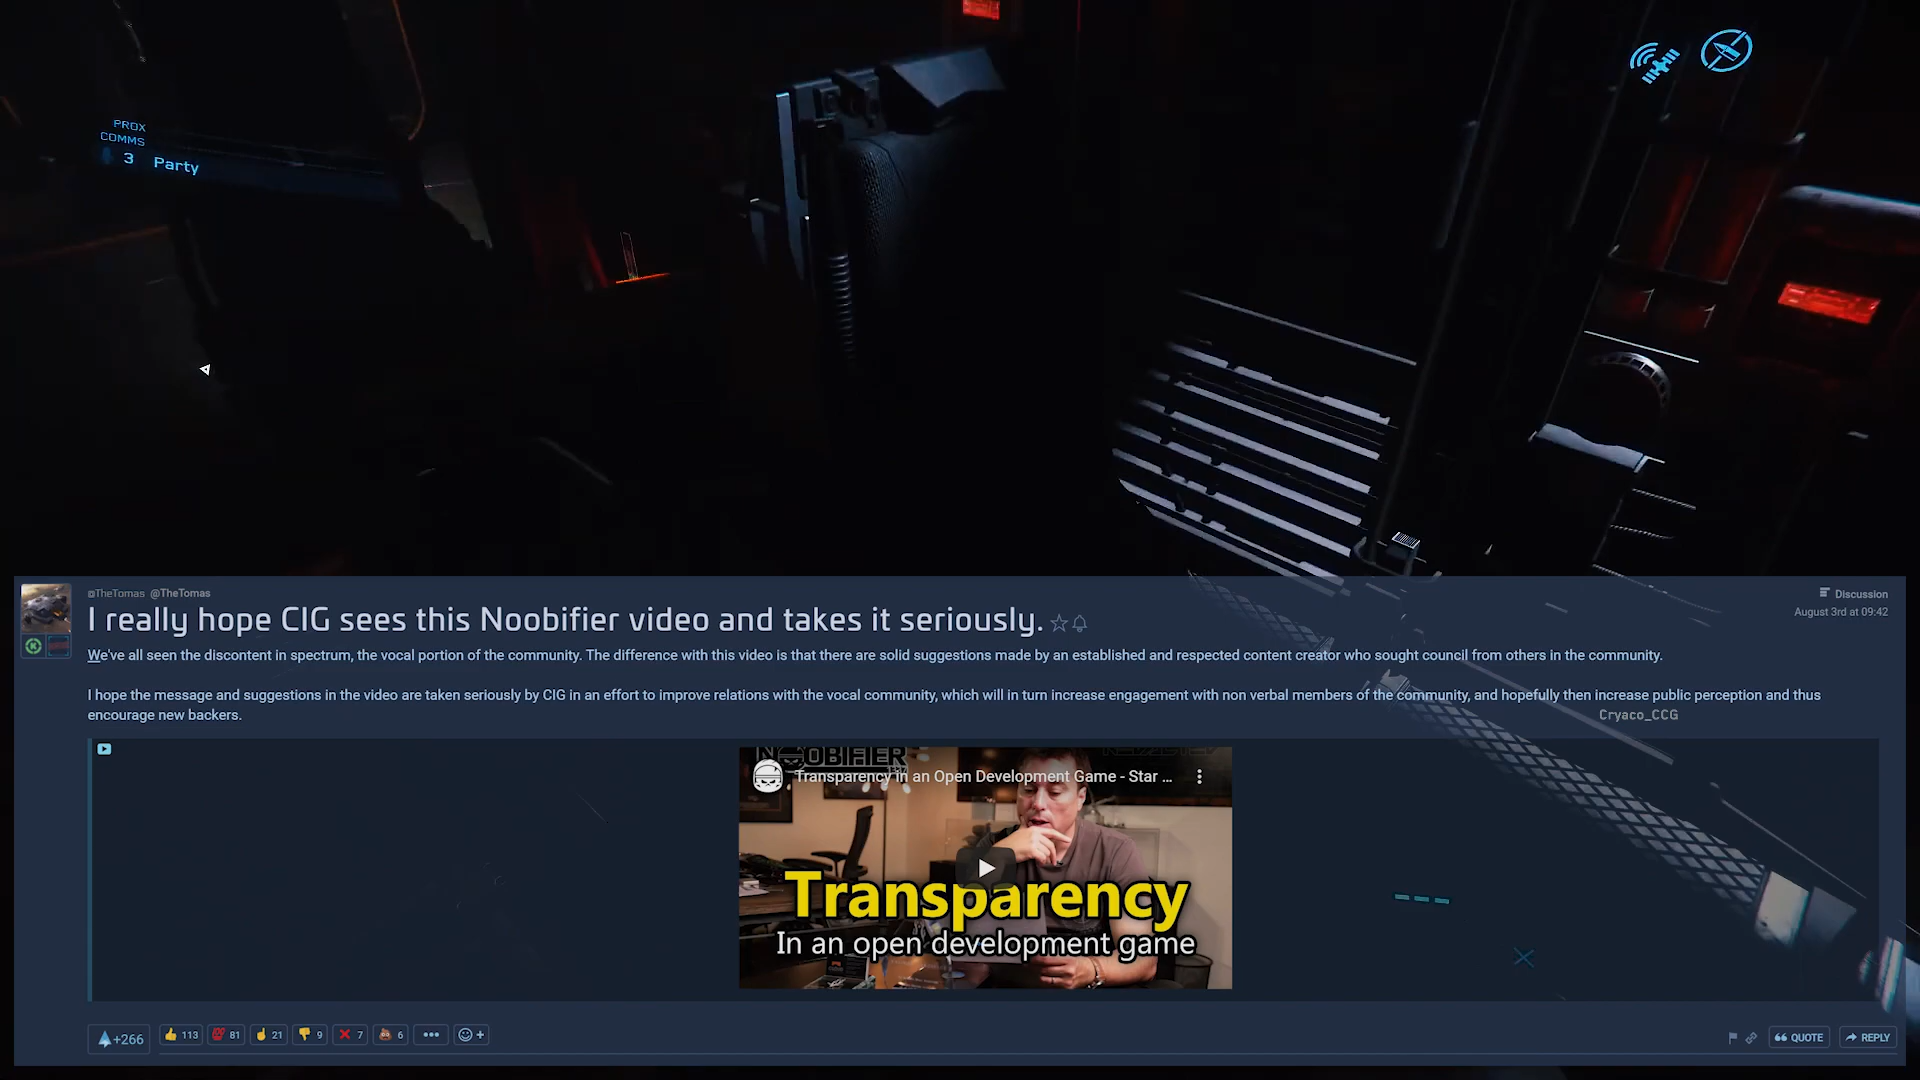 PROX
COMMS
3 Party
TheTomas @TheTomas
Discussion
August 3rd at 09:42
I really hope CIG sees this Noobifier video and takes it seriously.
We've all seen the discontent in spectrum, the vocal portion of the community. The difference with this video is that there are solid suggestions made by an established and respected content creator who sought council from others in the community.
I hope the message and suggestions in the video are taken seriously by CIG in an effort to improve relations with the vocal community, which will in turn increase engagement with non verbal members of the community, and hopefully then increase public perception and thus
encourage new backers.
Cryaco_CCG
NOOBIFIER
Transparency in an Open Development Game - Star ...
Transparency
In an open development game
+266 113 81 21 9 7 6 ••• +
QUOTE REPLY